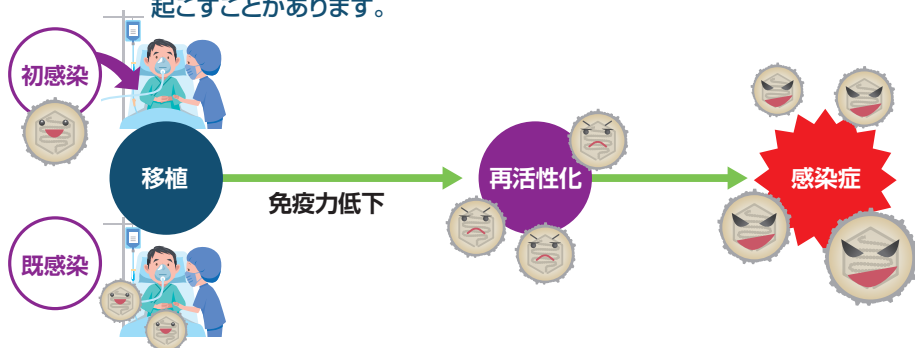 起こすことがあります。
初感染
移植
免疫力低下
再活性化
感染症
既感染